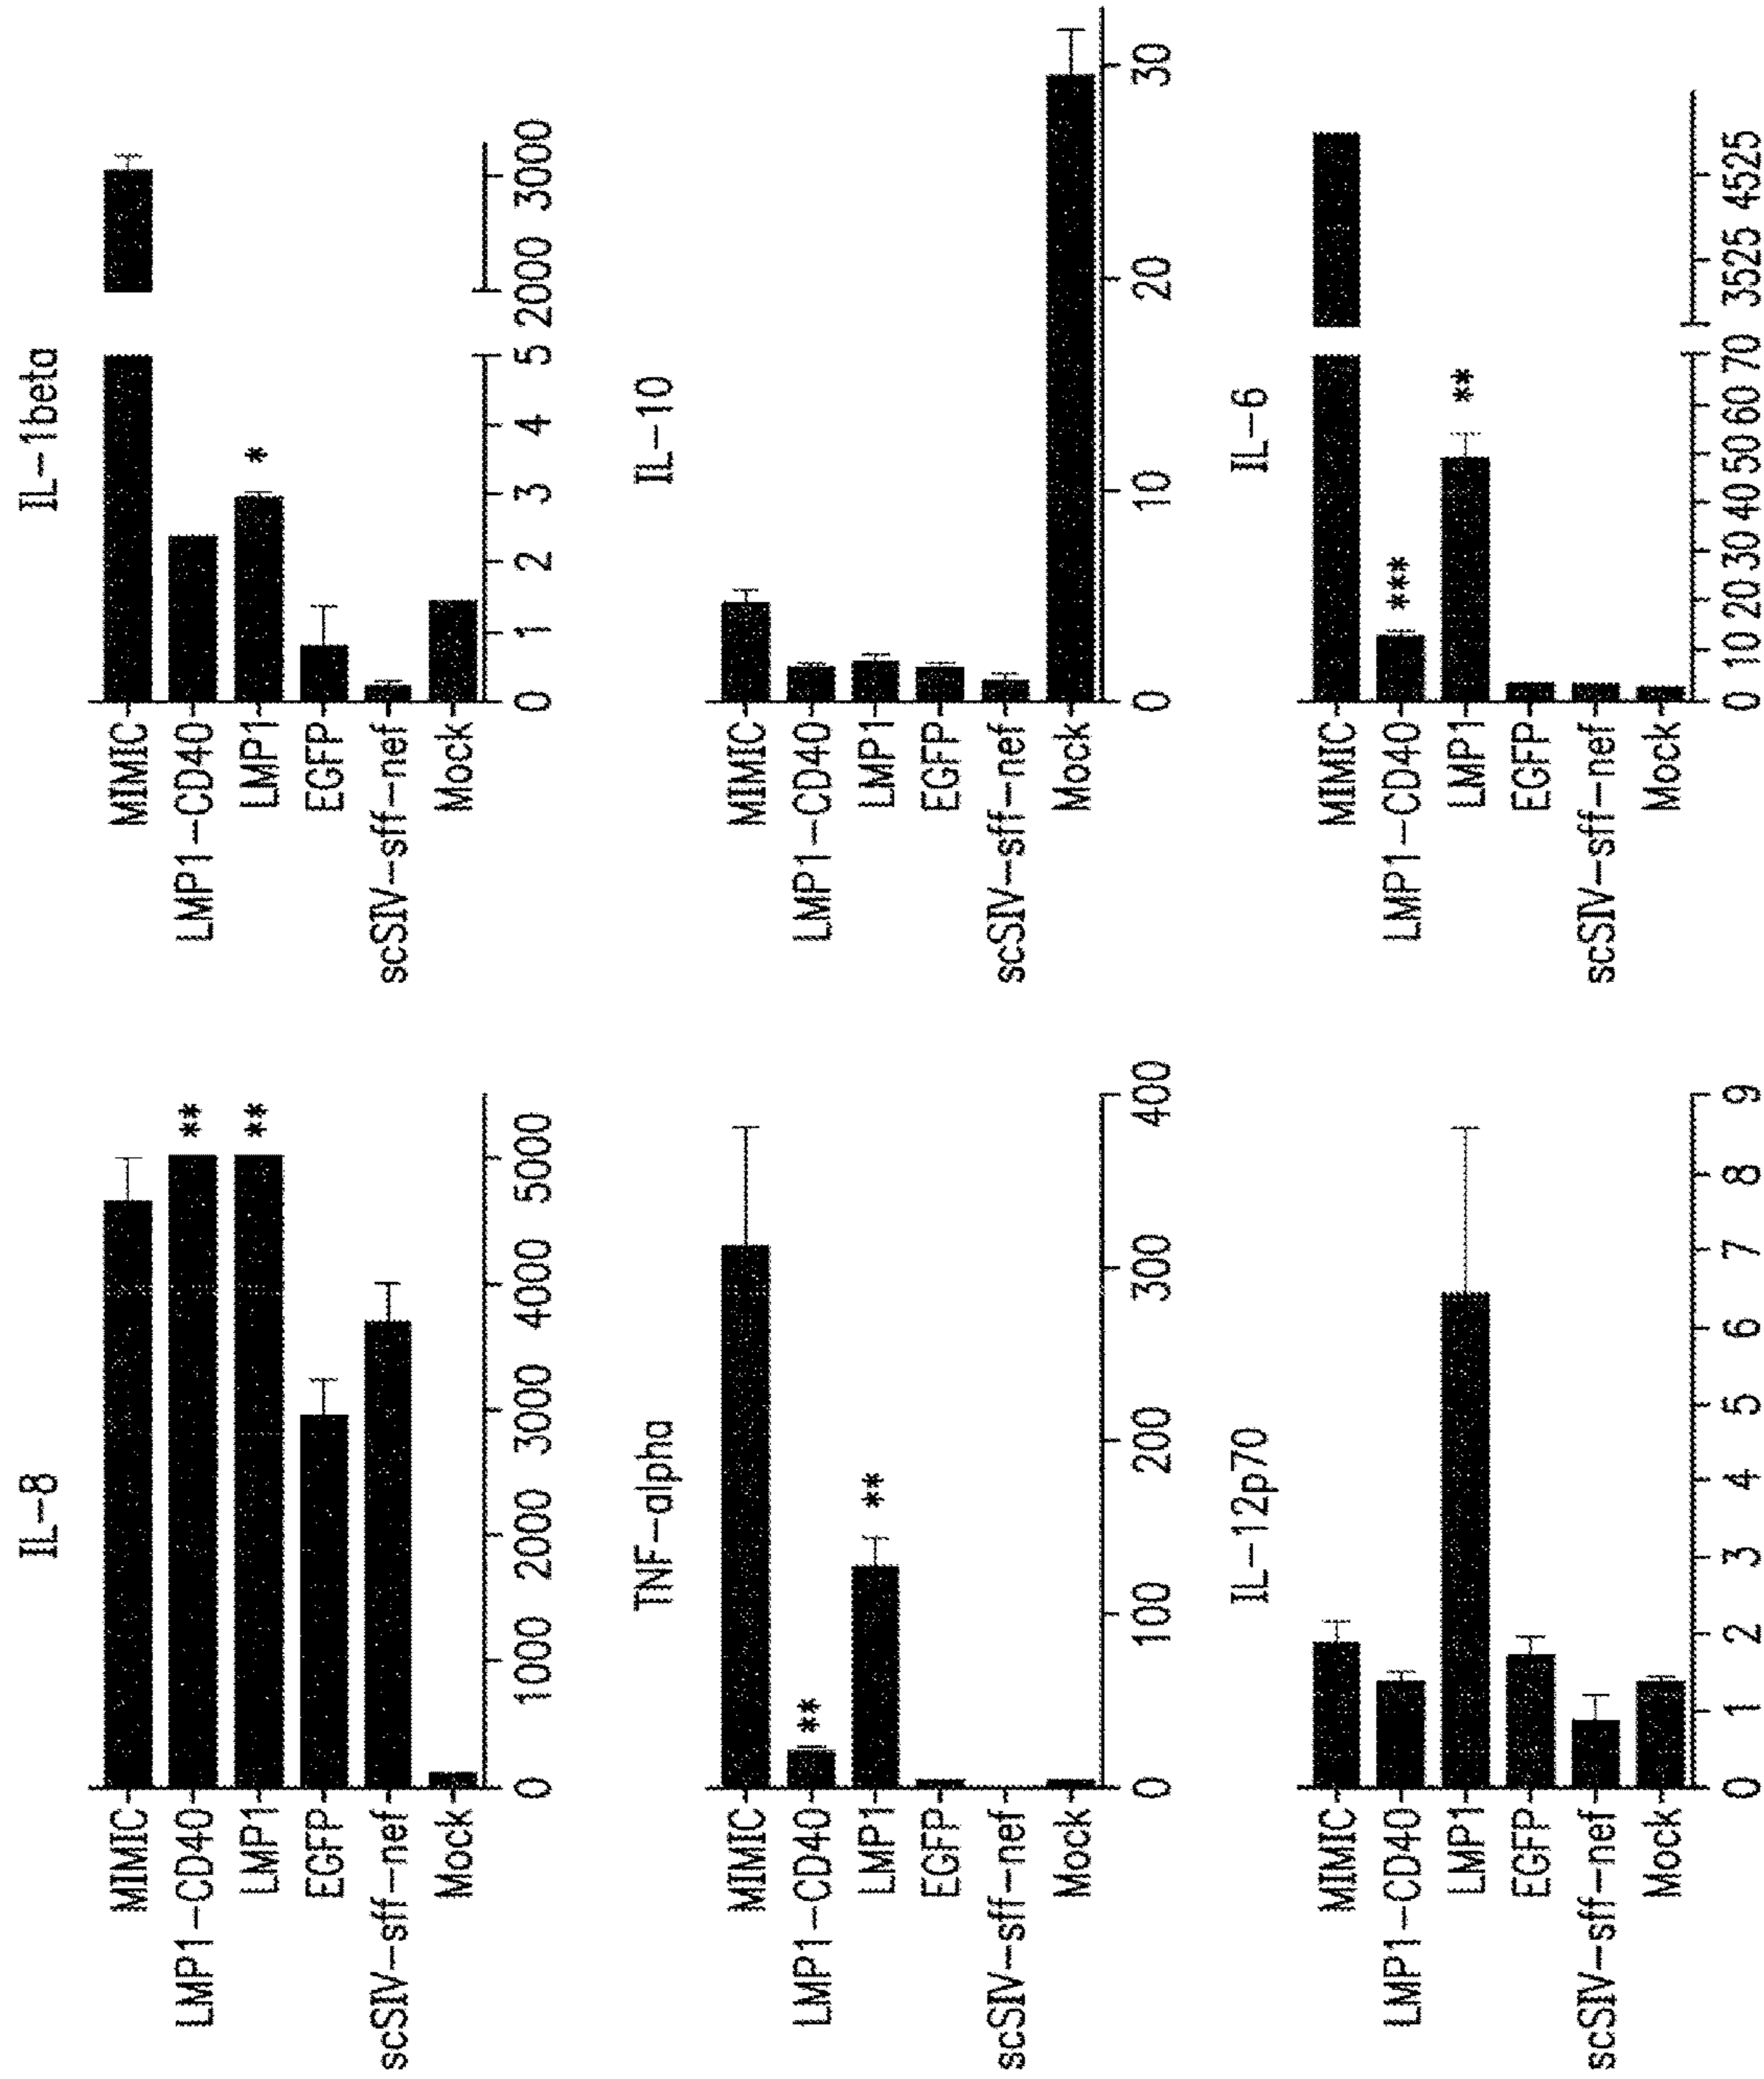 IL-8
MIMIC
LMP1-CD40
LMP1
EGFP
scSIV-sff-nef
Mock
**
**
0 1000 2000 3000 4000 5000
IL-1beta
MIMIC
LMP1-CD40
LMP1
EGFP
scSIV-sff-nef
Mock
*
0 1 2 3 4 5 2000 3000
TNF-alpha
MIMIC
LMP1-CD40
LMP1
EGFP
scSIV-sff-nef
Mock
**
**
0 100 200 300 400
IL-10
MIMIC
LMP1-CD40
LMP1
EGFP
scSIV-sff-nef
Mock
0 10 20 30
IL-12p70
MIMIC
LMP1-CD40
LMP1
EGFP
scSIV-sff-nef
Mock
0 1 2 3 4 5 6 7 8 9
IL-6
MIMIC
LMP1-CD40
LMP1
EGFP
scSIV-sff-nef
Mock
***
**
0 10 20 30 40 50 60 70 3525 4525